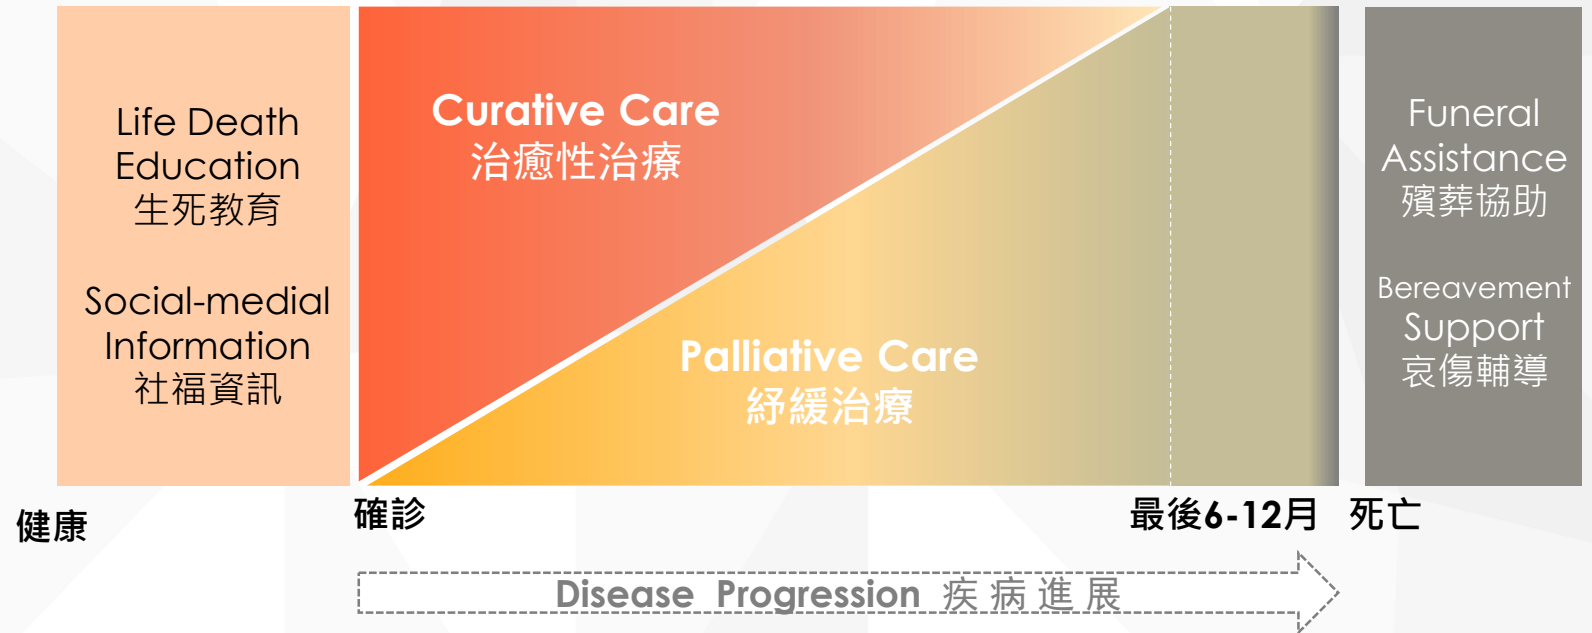 Life Death
Education
生死教育
Social-medial
Information
社福資訊
Curative Care
治癒性治療
Palliative Care
紓緩治療
Funeral
Assistance
殯葬協助
Bereavement
Support
哀傷輔導
健康
確診
最後6-12月
死亡
Disease Progression 疾病進展